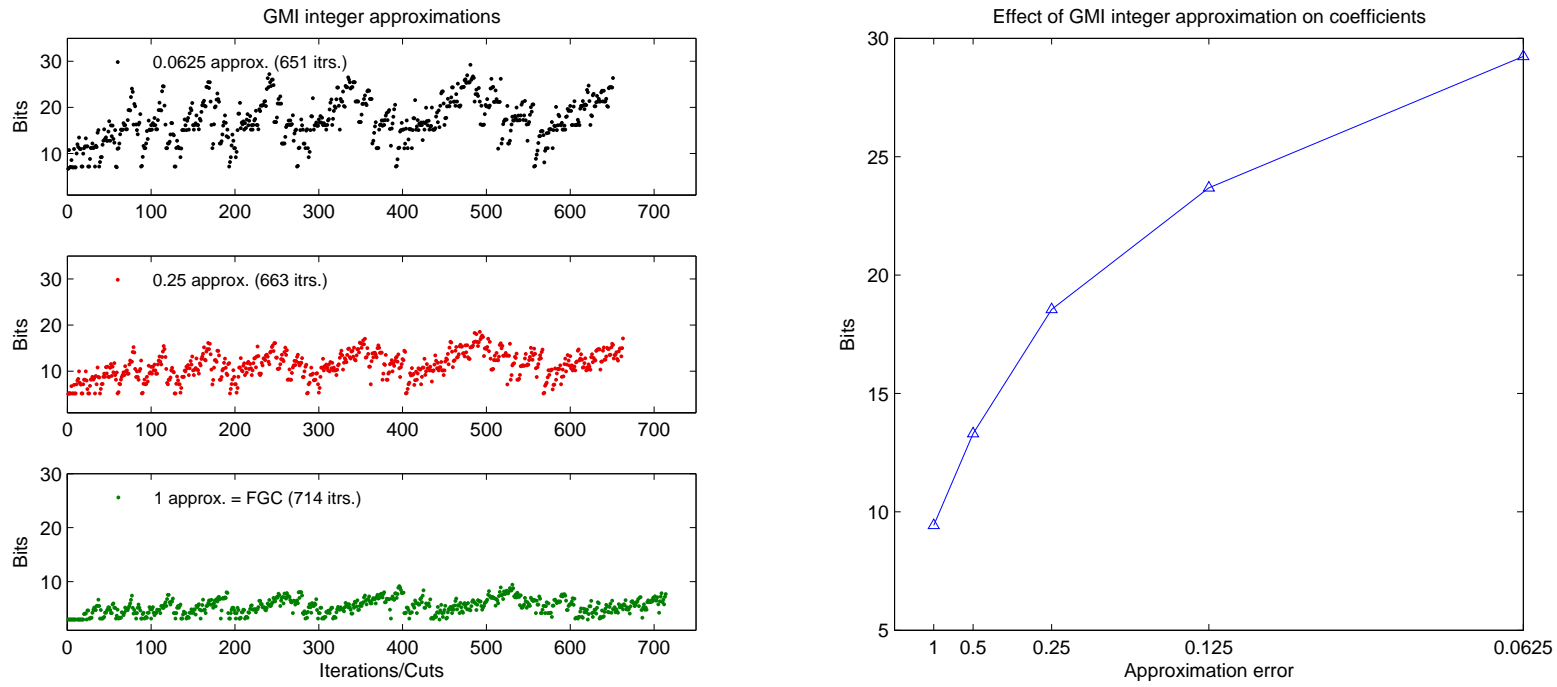 GMI integer approximations
0.0625 approx. (651 itrs.)
Bits
30
20
10
0 100 200 300 400 500 600 700
0.25 approx. (663 itrs.)
Bits
30
20
10
0 100 200 300 400 500 600 700
1 approx. = FGC (714 itrs.)
Bits
30
20
10
0 100 200 300 400 500 600 700
Iterations/Cuts
Effect of GMI integer approximation on coefficients
Bits
30
25
20
15
10
5
1 0.5 0.25 0.125 0.0625
Approximation error